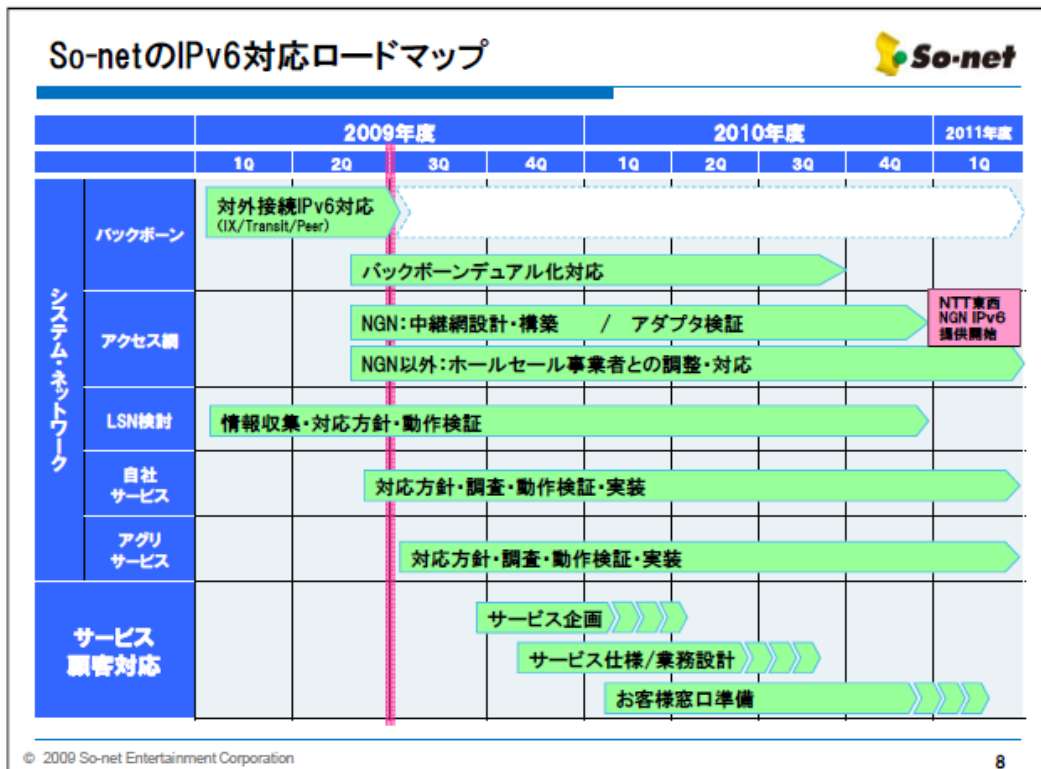 So-netのIPv6対応ロードマップ
So-net
2009年度
2010年度
2011年度
1Q
2Q
3Q
4Q
1Q
2Q
3Q
4Q
1Q
システム・ネットワーク
バックボーン
対外接続IPv6対応
(IX/Transit/Peer)
バックボーンデュアル化対応
アクセス網
NGN:中継網設計・構築 / アダプタ検証
NTT東西
NGN IPv6
提供開始
NGN以外:ホールセール事業者との調整・対応
LSN検討
情報収集・対応方針・動作検証
自社
サービス
対応方針・調査・動作検証・実装
アグリ
サービス
対応方針・調査・動作検証・実装
サービス
顧客対応
サービス企画
サービス仕様/業務設計
お客様窓口準備
© 2009 So-net Entertainment Corporation
8